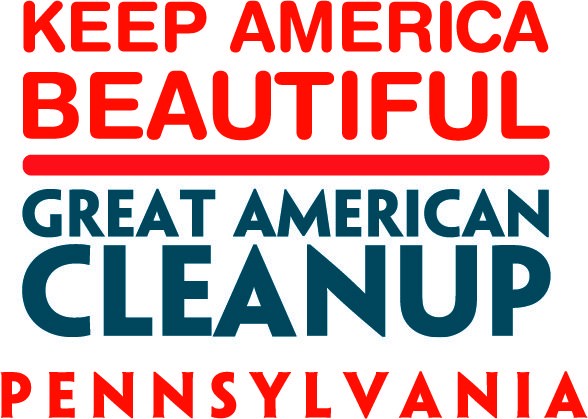 KEEP AMERICA
BEAUTIFUL
GREAT AMERICAN
CLEANUP
PENNSYLVANIA